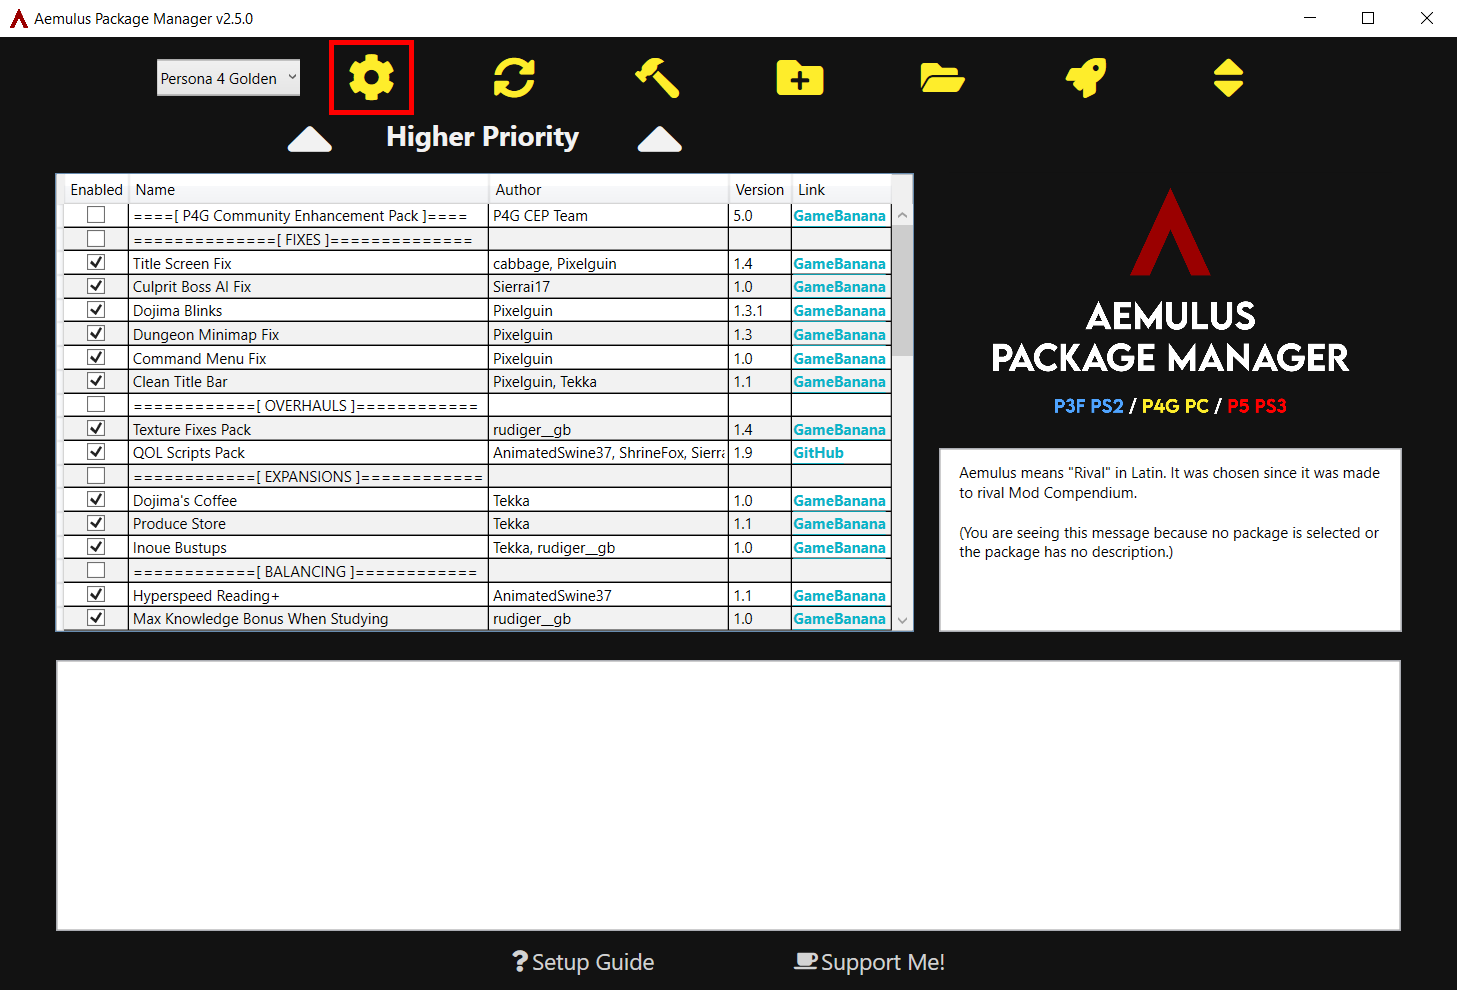 Aemulus Package Manager v2.5.0
Persona 4 Golden
Higher Priority
Enabled Name Author Version Link
====[ P4G Community Enhancement Pack ]==== P4G CEP Team 5.0 GameBanana
==============[ FIXES ]==============
Title Screen Fix cabbage, Pixelguin 1.4 GameBanana
Culprit Boss AI Fix Sierrai17 1.0 GameBanana
Dojima Blinks Pixelguin 1.3.1 GameBanana
Dungeon Minimap Fix Pixelguin 1.3 GameBanana
Command Menu Fix Pixelguin 1.0 GameBanana
Clean Title Bar Pixelguin, Tekka 1.1 GameBanana
============[ OVERHAULS ]============
Texture Fixes Pack rudiger__gb 1.4 GameBanana
QOL Scripts Pack AnimatedSwine37, ShrineFox, Sierra 1.9 GitHub
============[ EXPANSIONS ]============
Dojima's Coffee Tekka 1.0 GameBanana
Produce Store Tekka 1.1 GameBanana
Inoue Bustups Tekka, rudiger__gb 1.0 GameBanana
============[ BALANCING ]============
Hyperspeed Reading+ AnimatedSwine37 1.1 GameBanana
Max Knowledge Bonus When Studying rudiger__gb 1.0 GameBanana
AEMULUS
PACKAGE MANAGER
P3F PS2 / P4G PC / P5 PS3
Aemulus means "Rival" in Latin. It was chosen since it was made
to rival Mod Compendium.
(You are seeing this message because no package is selected or
the package has no description.)
Setup Guide
Support Me!